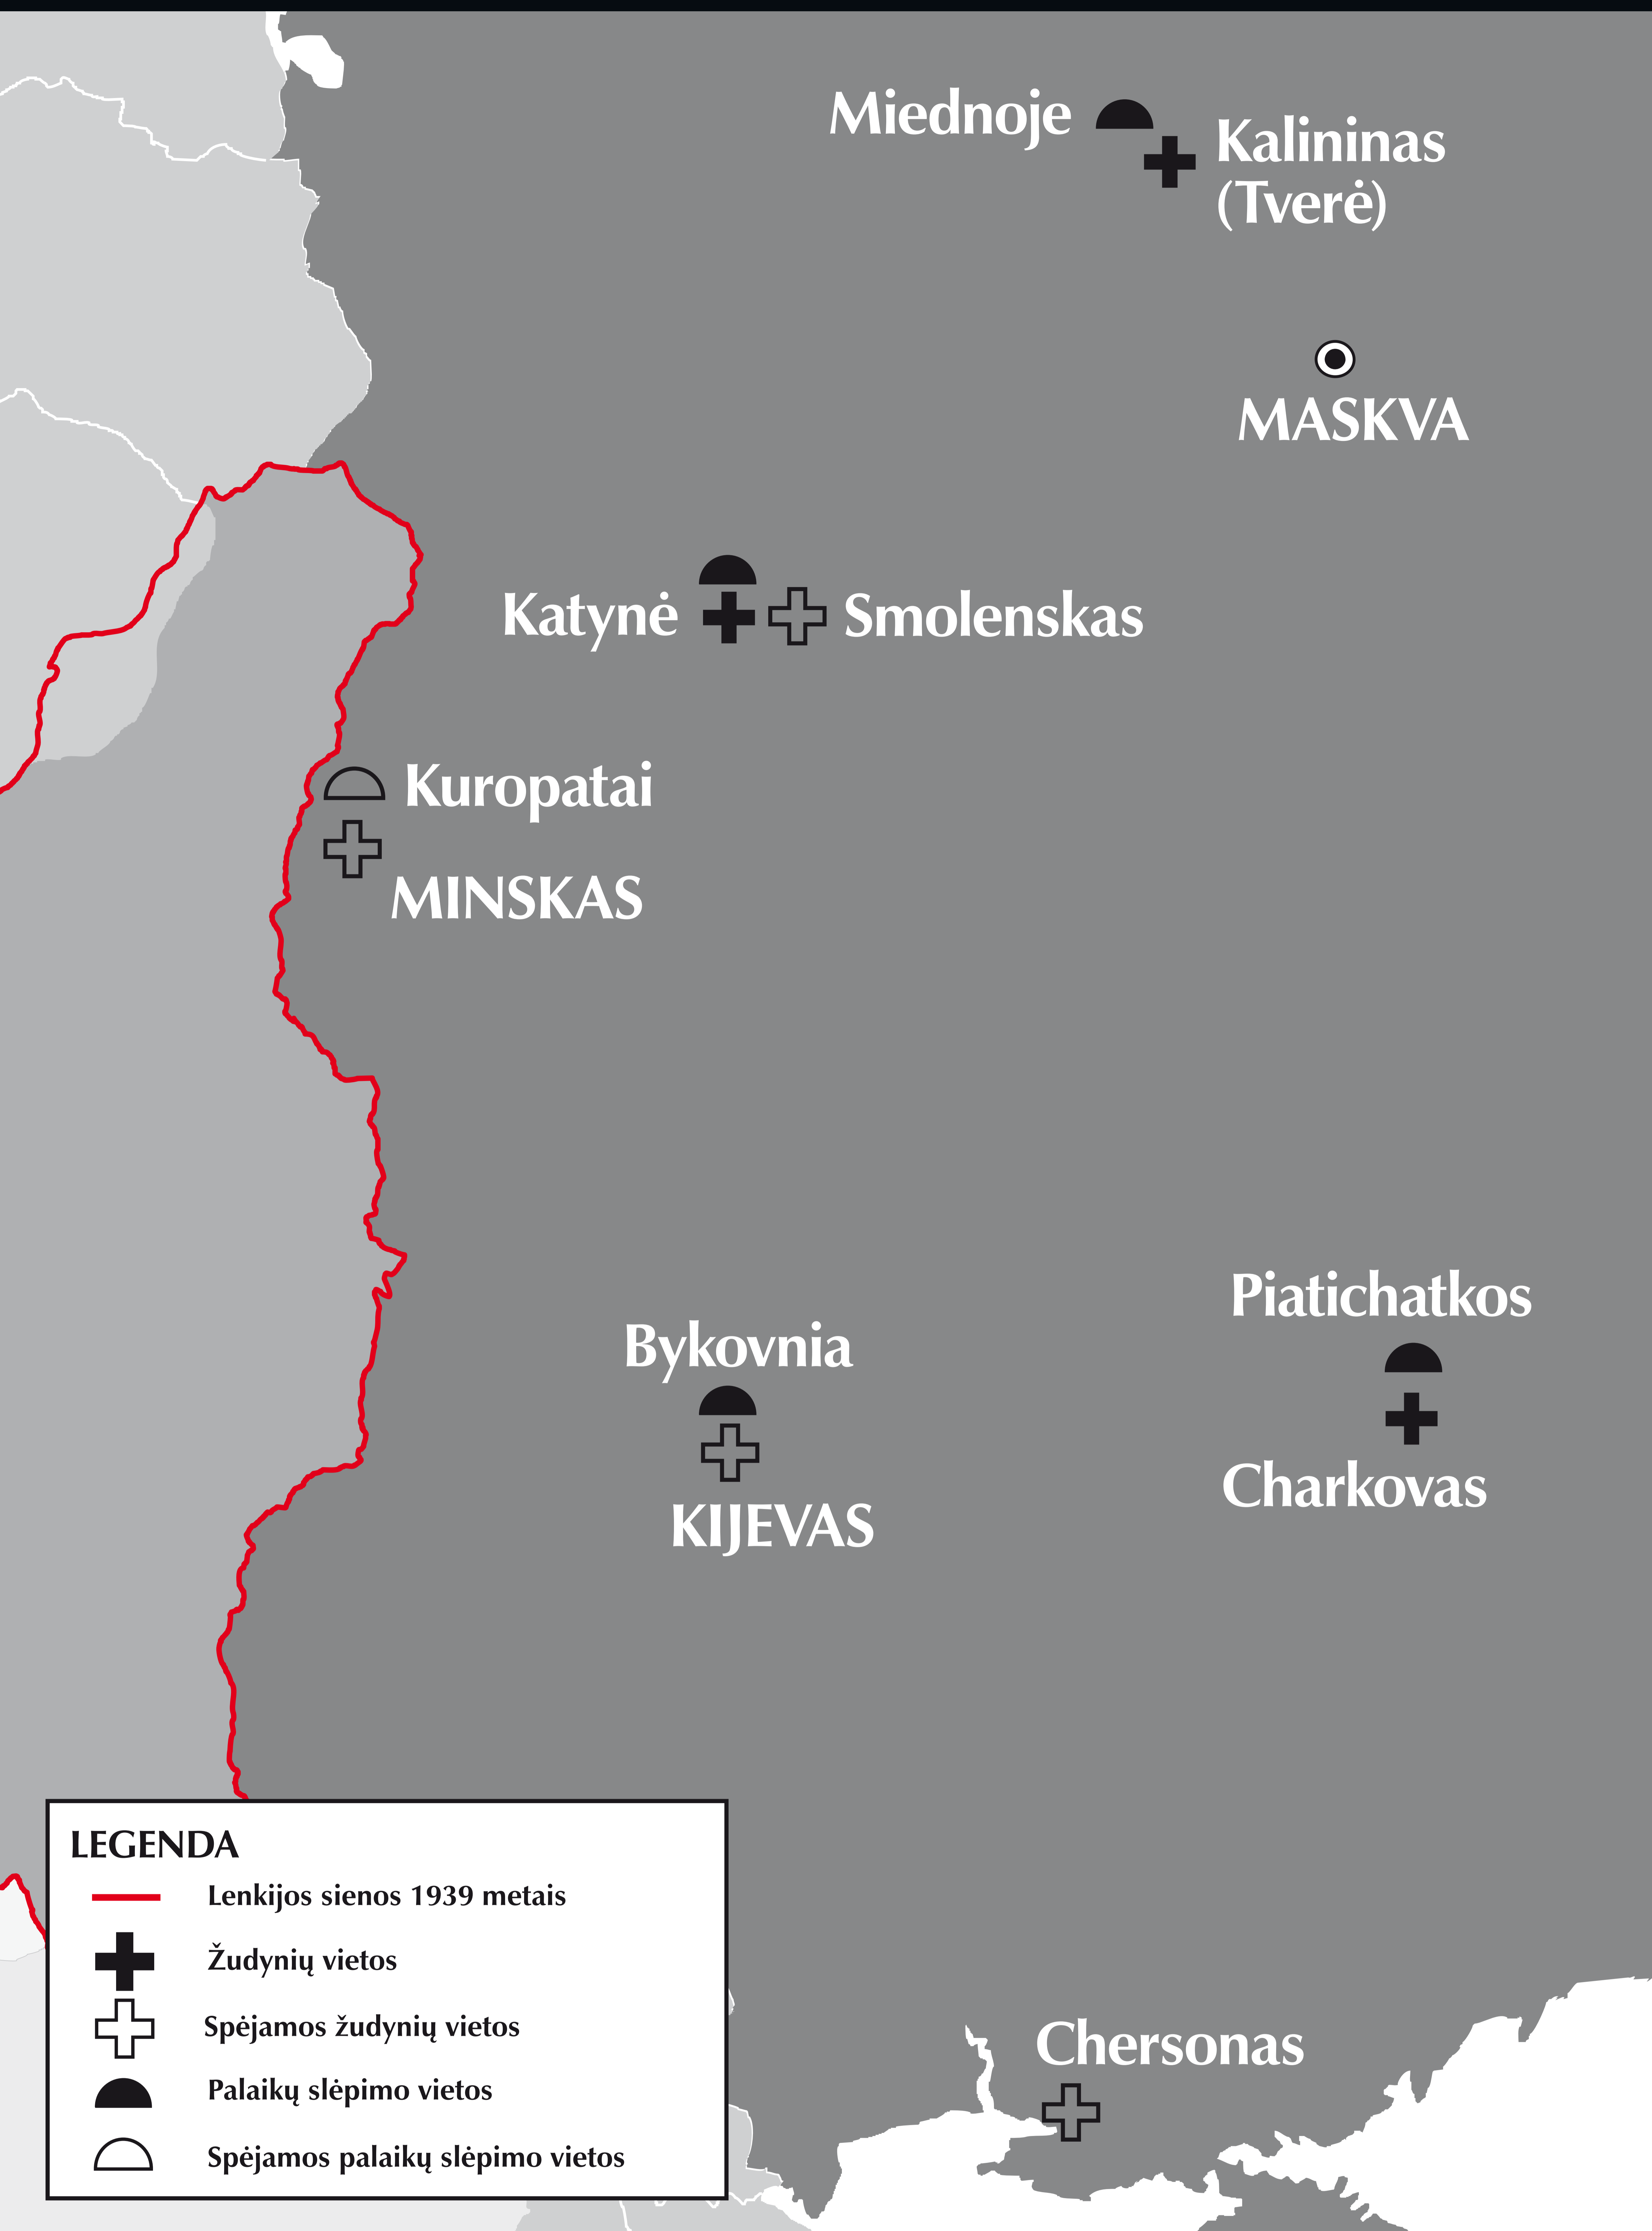 Miednoje
Kalininas
(Tverė)
MASKVA
Katynė
Smolenskas
Kuropatai
MINSKAS
Piatichatkos
Bykovnia
Charkovas
KIJEVAS
Chersonas
LEGENDA
Lenkijos sienos 1939 metais
Žudynių vietos
Spėjamos žudynių vietos
Palaikų slėpimo vietos
Spėjamos palaikų slėpimo vietos